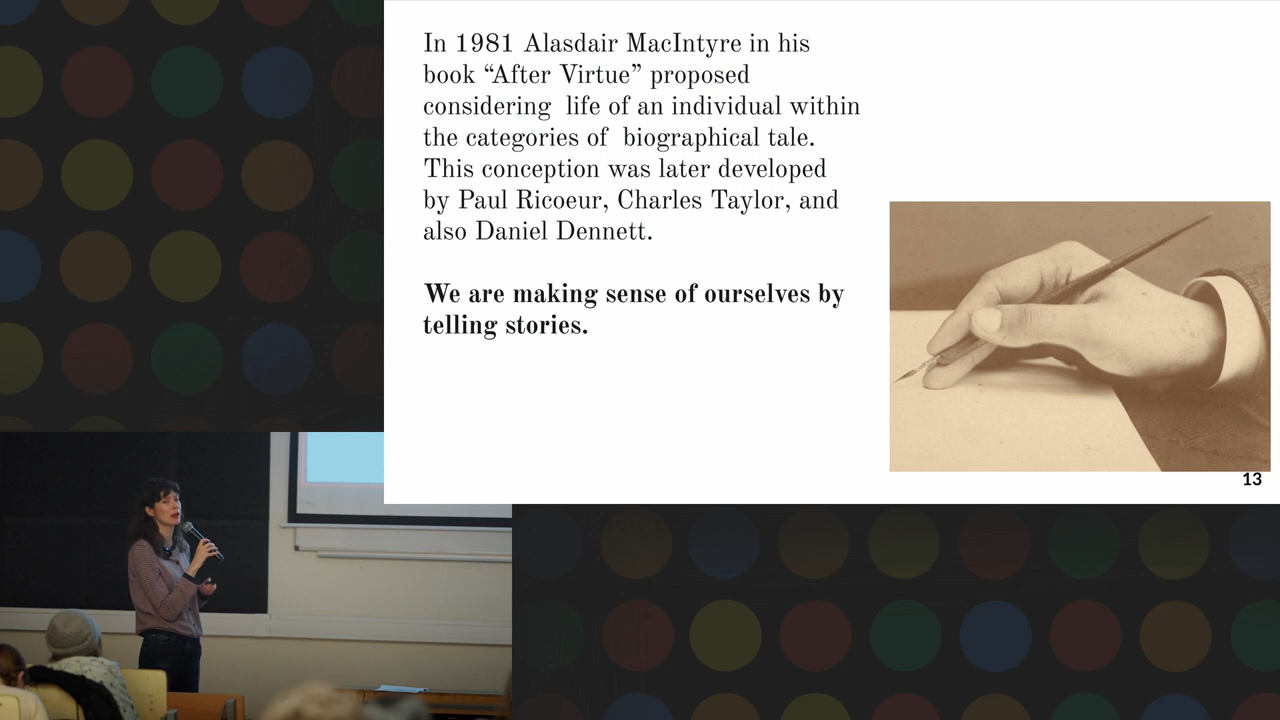 In 1981 Alasdair MacIntyre in his
book “After Virtue” proposed
considering  life of an individual within
the categories of  biographical tale.
This conception was later developed
by Paul Ricoeur, Charles Taylor, and
also Daniel Dennett.
We are making sense of ourselves by
telling stories.
13